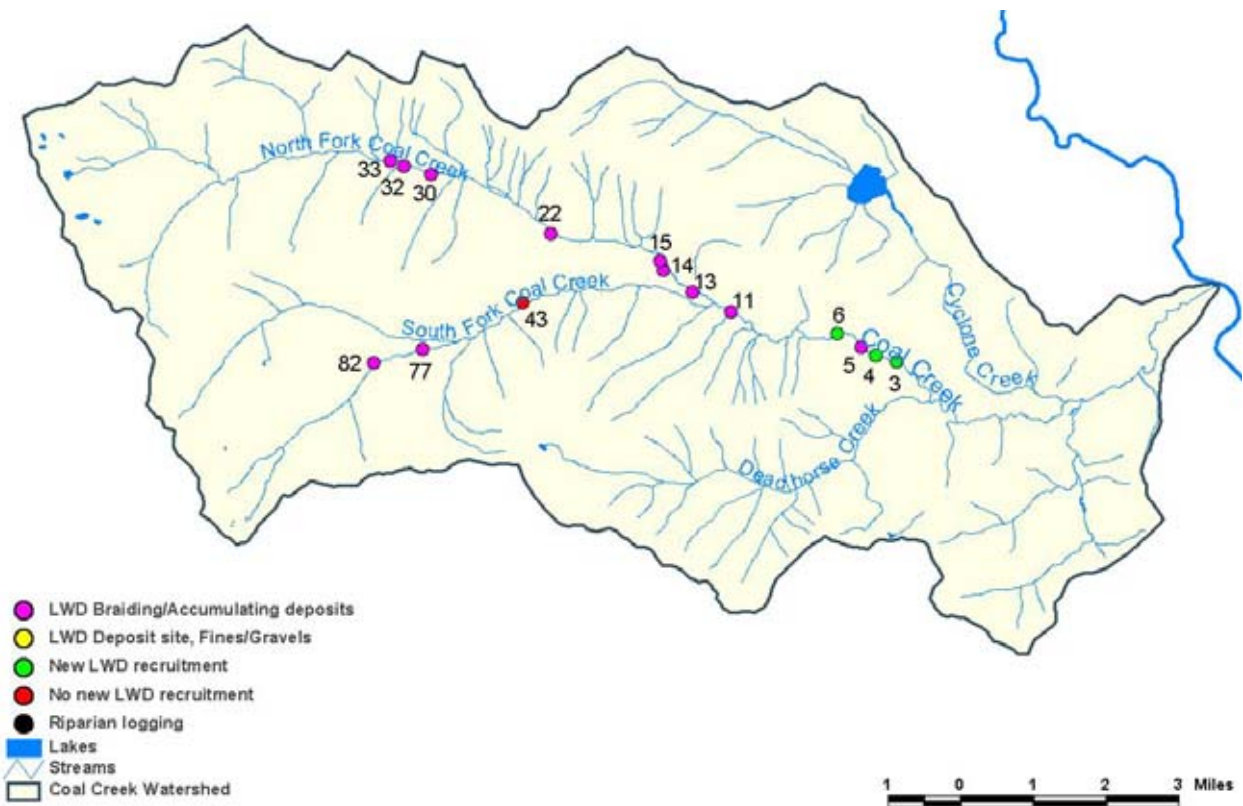 North Fork Coal Creek
33
32
30
22
15
14
13
11
South Fork Coal Creek
43
82
77
6
5
4
3
Coal Creek
Cyclone Creek
Deadhorse Creek
LWD Braiding/Accumulating deposits
LWD Deposit site, Fines/Gravels
New LWD recruitment
No new LWD recruitment
Riparian logging
Lakes
Streams
Coal Creek Watershed
1 0 1 2 3 Miles